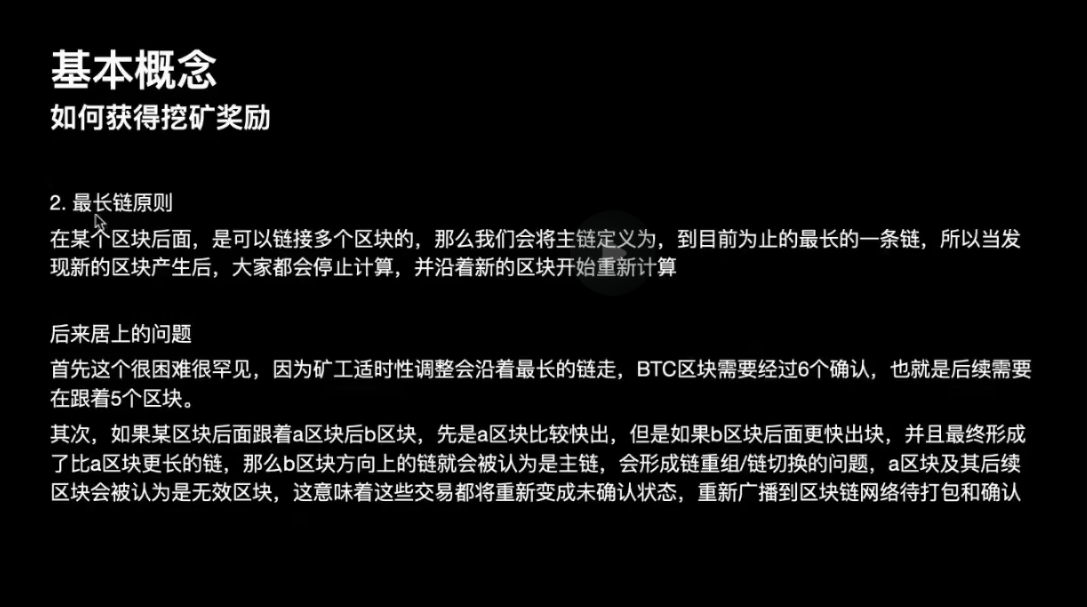 基本概念
如何获得挖矿奖励
2. 最长链原则
在某个区块后面，是可以链接多个区块的，那么我们会将主链定义为，到目前为止的最长的一条链，所以当发
现新的区块产生后，大家都会停止计算，并沿着新的区块开始重新计算
后来居上的问题
首先这个很困难很罕见，因为矿工适时性调整会沿着最长的链走，BTC区块需要经过6个确认，也就是后续需要
在跟着5个区块。
其次，如果某区块后面跟着a区块后b区块，先是a区块比较快出，但是如果b区块后面更快出块，并且最终形成
了比a区块更长的链，那么b区块方向上的链就会被认为是主链，会形成链重组/链切换的问题，a区块及其后续
区块会被认为是无效区块，这意味着这些交易都将重新变成未确认状态，重新广播到区块链网络待打包和确认